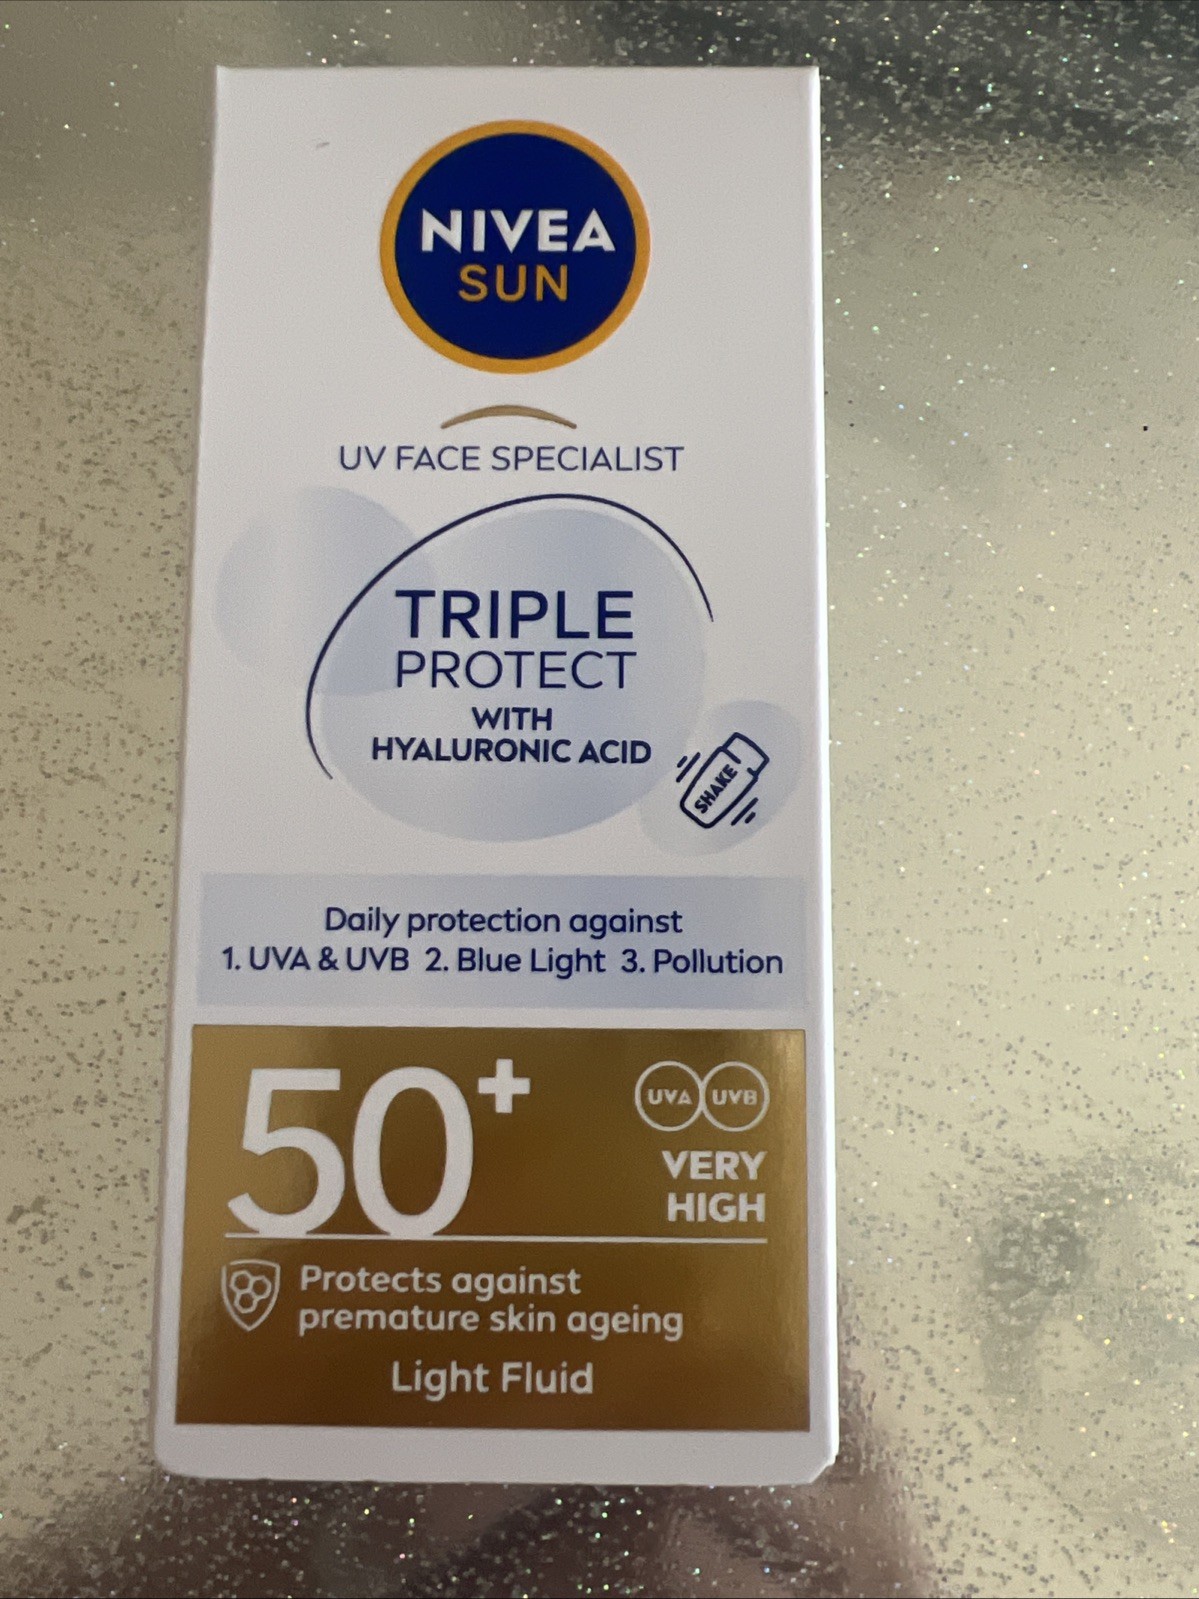 NIVEA
SUN
UV FACE SPECIALIST
TRIPLE
PROTECT
WITH
HYALURONIC ACID
SHAKE
Daily protection against
1. UVA & UVB 2. Blue Light 3. Pollution
50+
UVA UVB
VERY
HIGH
Protects against
premature skin ageing
Light Fluid